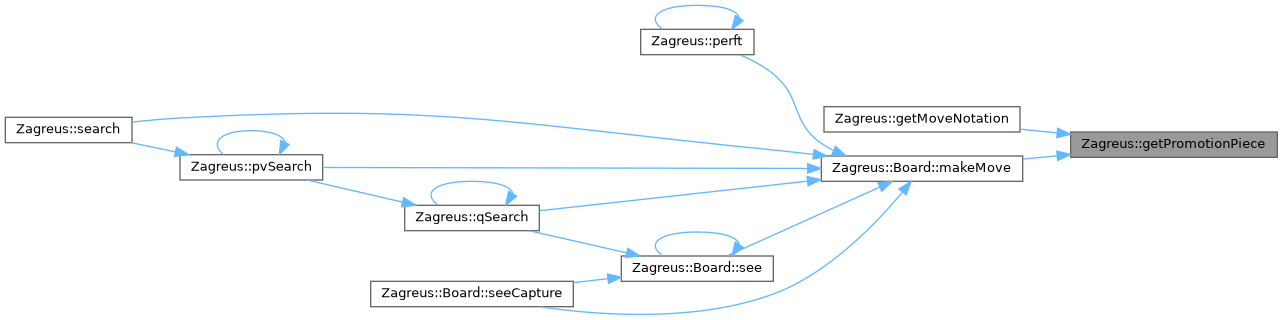 Zagreus::perft
Zagreus::getMoveNotation
Zagreus::search
Zagreus::getPromotionPiece
Zagreus::pvSearch
Zagreus::Board::makeMove
Zagreus::qSearch
Zagreus::Board::see
Zagreus::Board::seeCapture